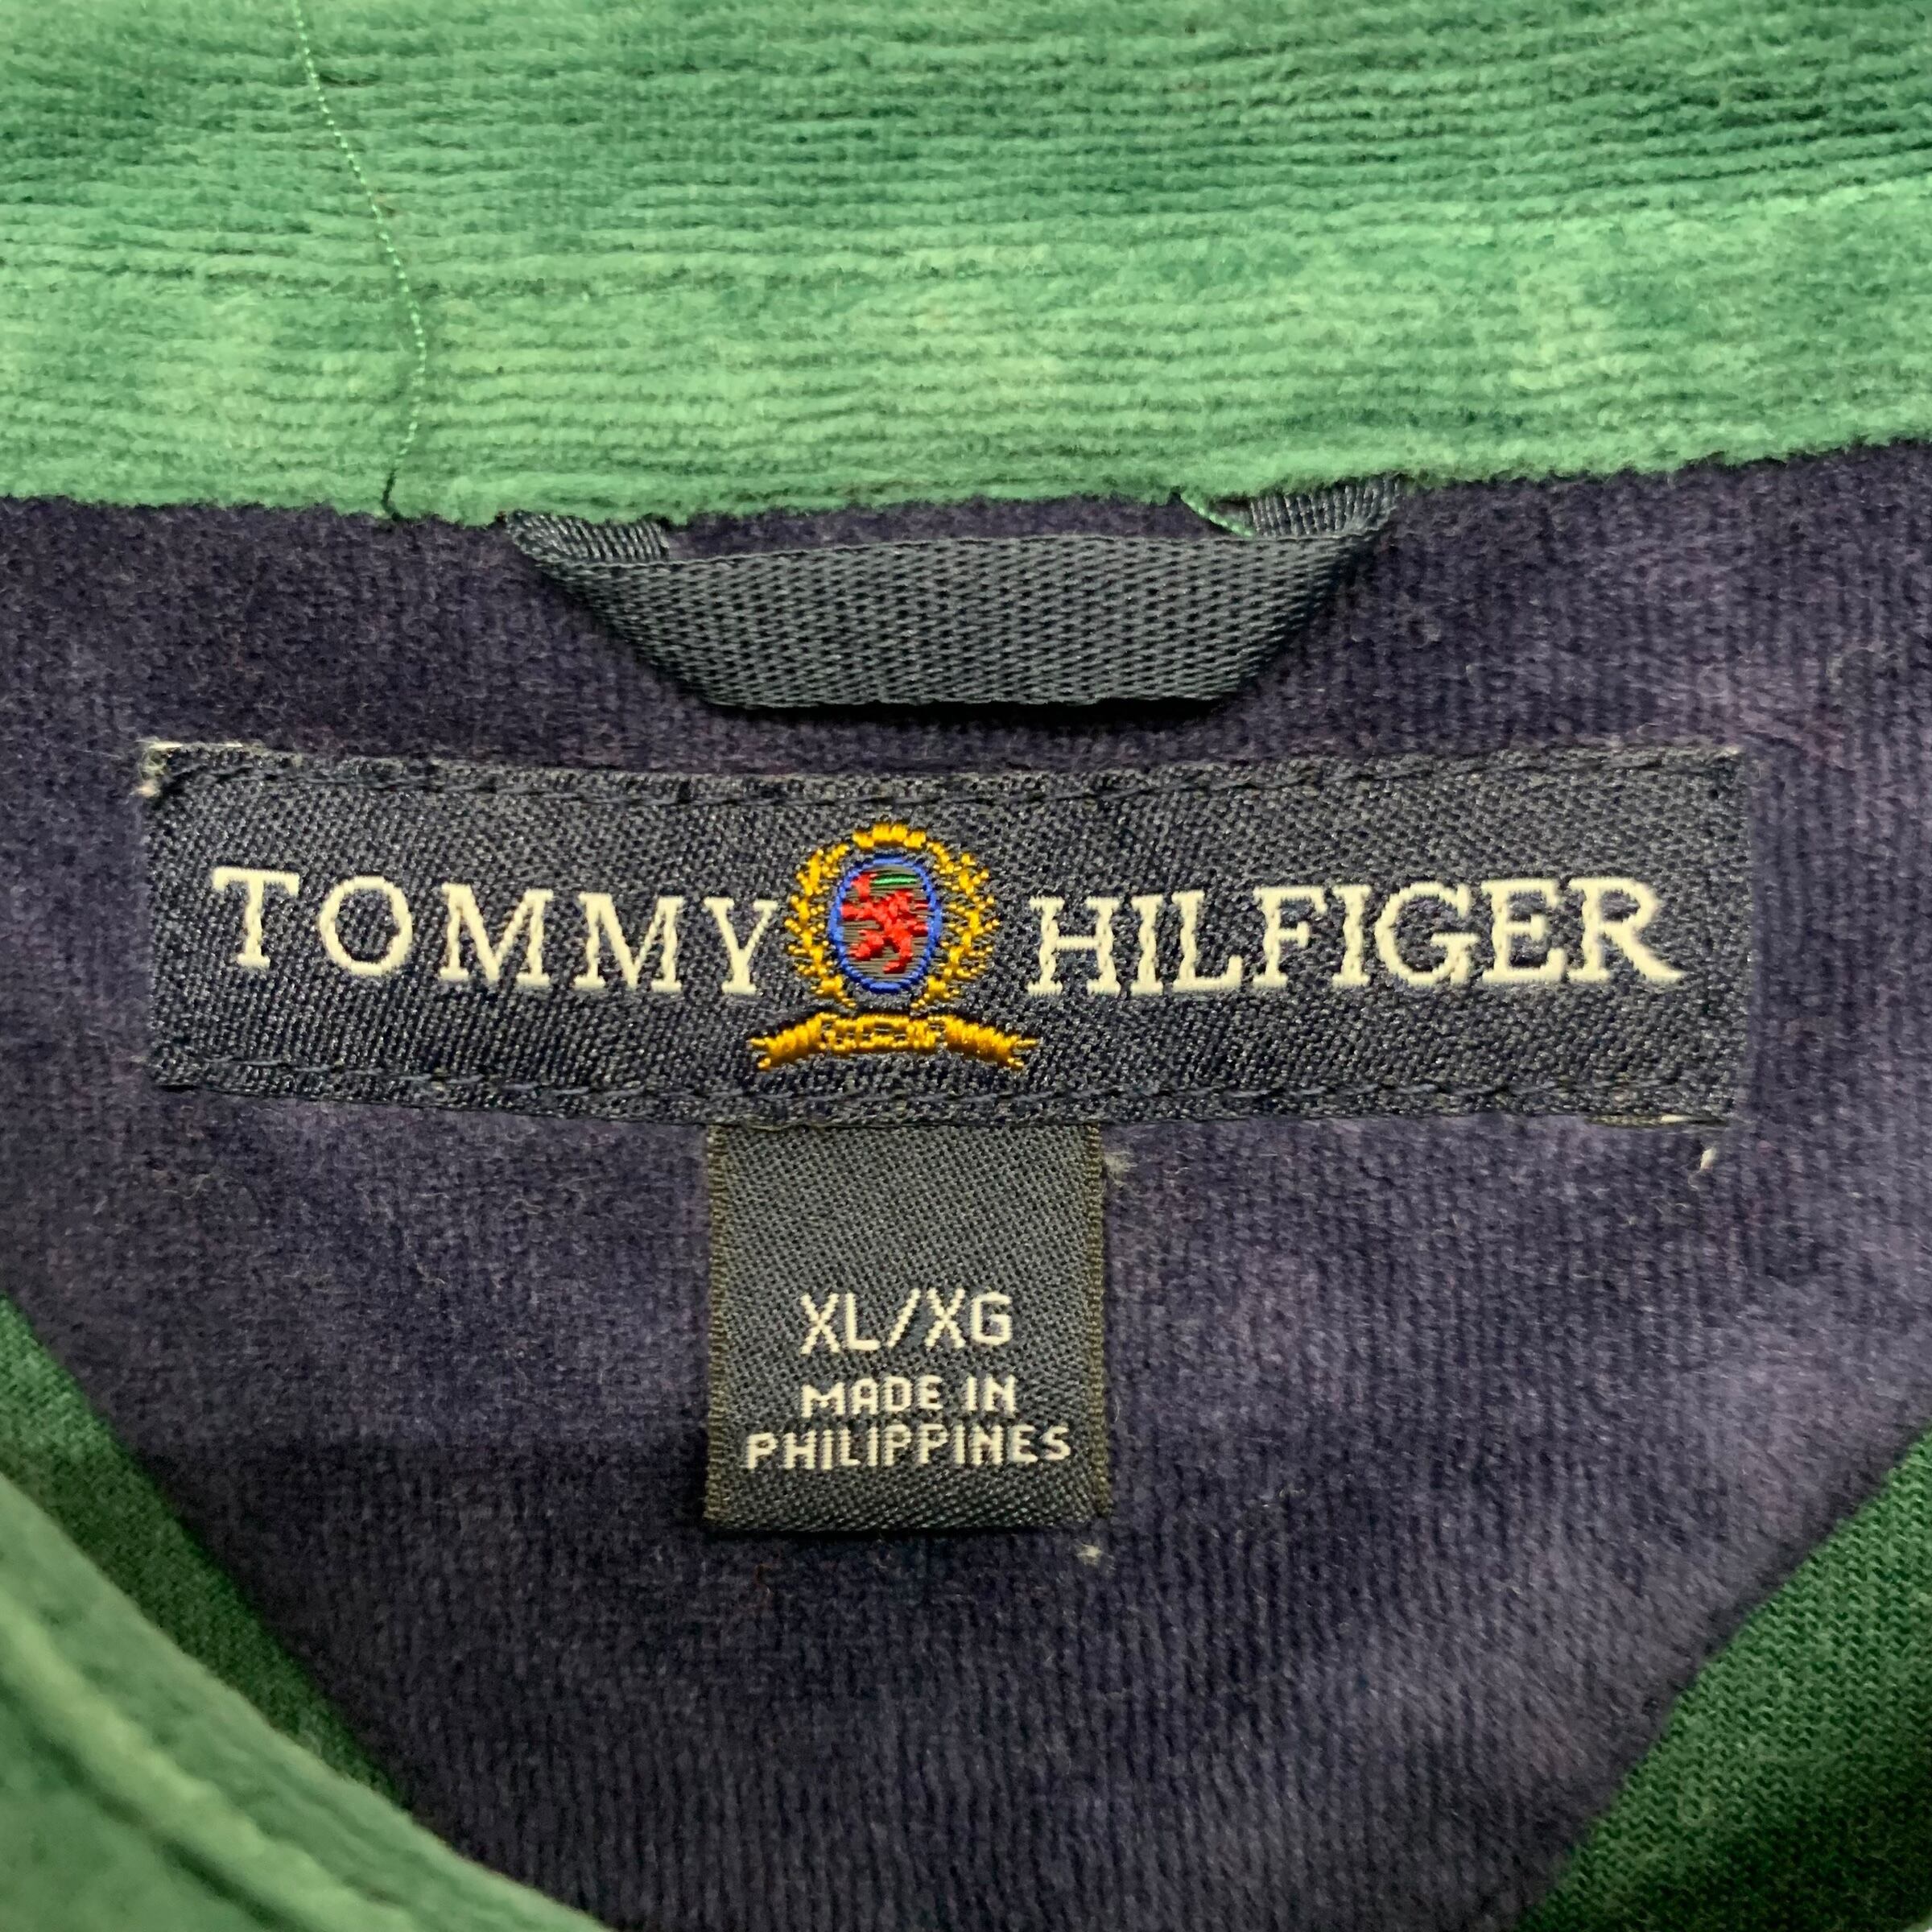 TOMMY HILFIGER
XL/XG
MADE IN
PHILIPPINES